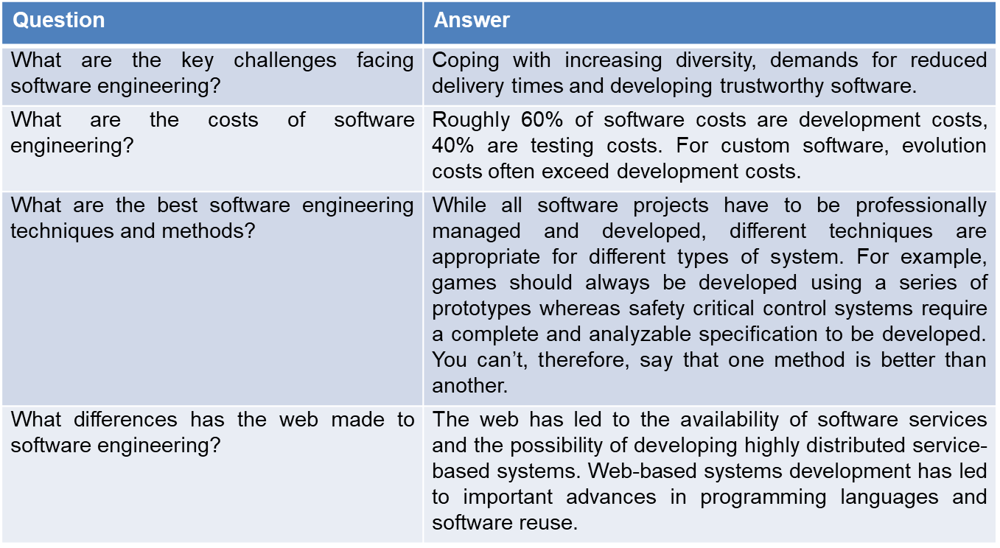 Question
Answer
What are the key challenges facing
software engineering?
Coping with increasing diversity, demands for reduced
delivery times and developing trustworthy software.
What are the costs of software
engineering?
Roughly 60% of software costs are development costs,
40% are testing costs. For custom software, evolution
costs often exceed development costs.
What are the best software engineering
techniques and methods?
While all software projects have to be professionally
managed and developed, different techniques are
appropriate for different types of system. For example,
games should always be developed using a series of
prototypes whereas safety critical control systems require
a complete and analyzable specification to be developed.
You can’t, therefore, say that one method is better than
another.
What differences has the web made to
software engineering?
The web has led to the availability of software services
and the possibility of developing highly distributed service-
based systems. Web-based systems development has led
to important advances in programming languages and
software reuse.